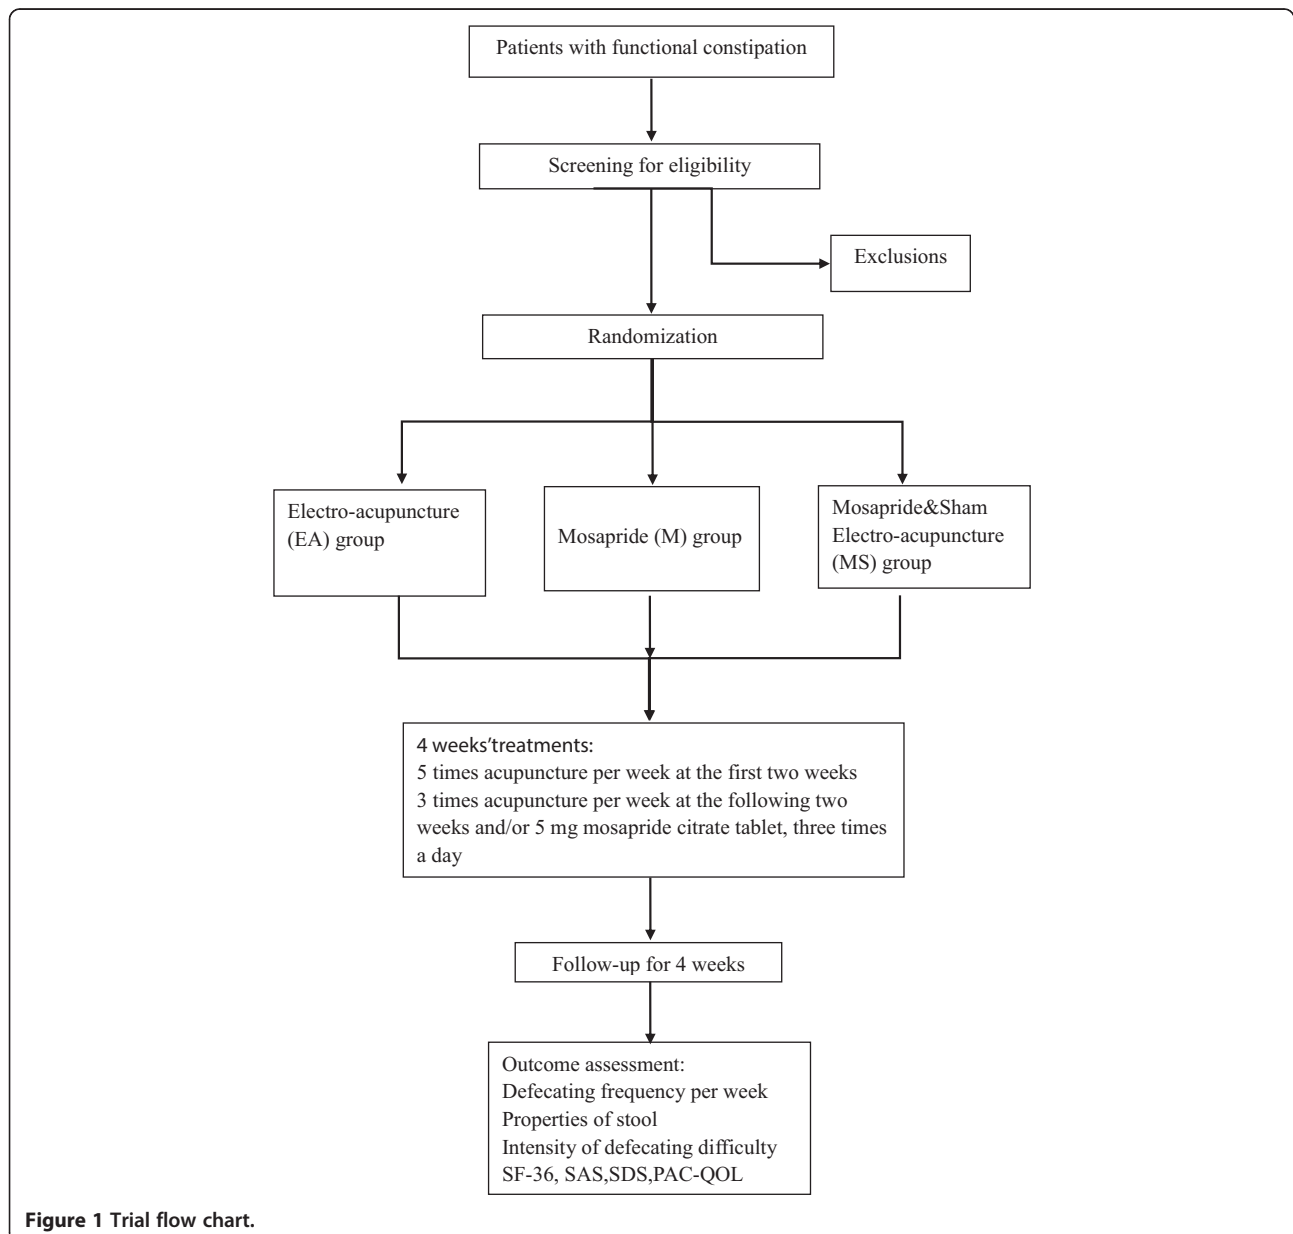 Patients with functional constipation
Screening for eligibility
Exclusions
Randomization
Electro-acupuncture
(EA) group
Mosapride (M) group
Mosapride&Sham
Electro-acupuncture
(MS) group
4 weeks'treatments:
5 times acupuncture per week at the first two weeks
3 times acupuncture per week at the following two
weeks and/or 5 mg mosapride citrate tablet, three times
a day
Follow-up for 4 weeks
Outcome assessment:
Defecating frequency per week
Properties of stool
Intensity of defecating difficulty
SF-36, SAS,SDS,PAC-QOL
Figure 1 Trial flow chart.